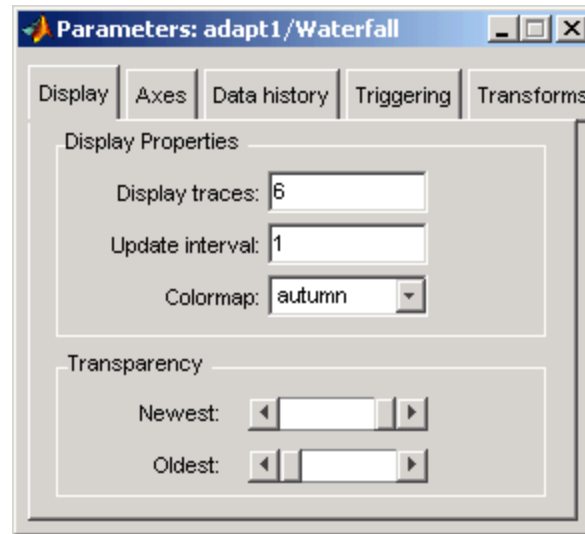 Parameters: adapt1/Waterfall
Display Axes Data history Triggering Transforms
Display Properties
Display traces: 6
Update interval: 1
Colormap: autumn
Transparency
Newest:
Oldest: